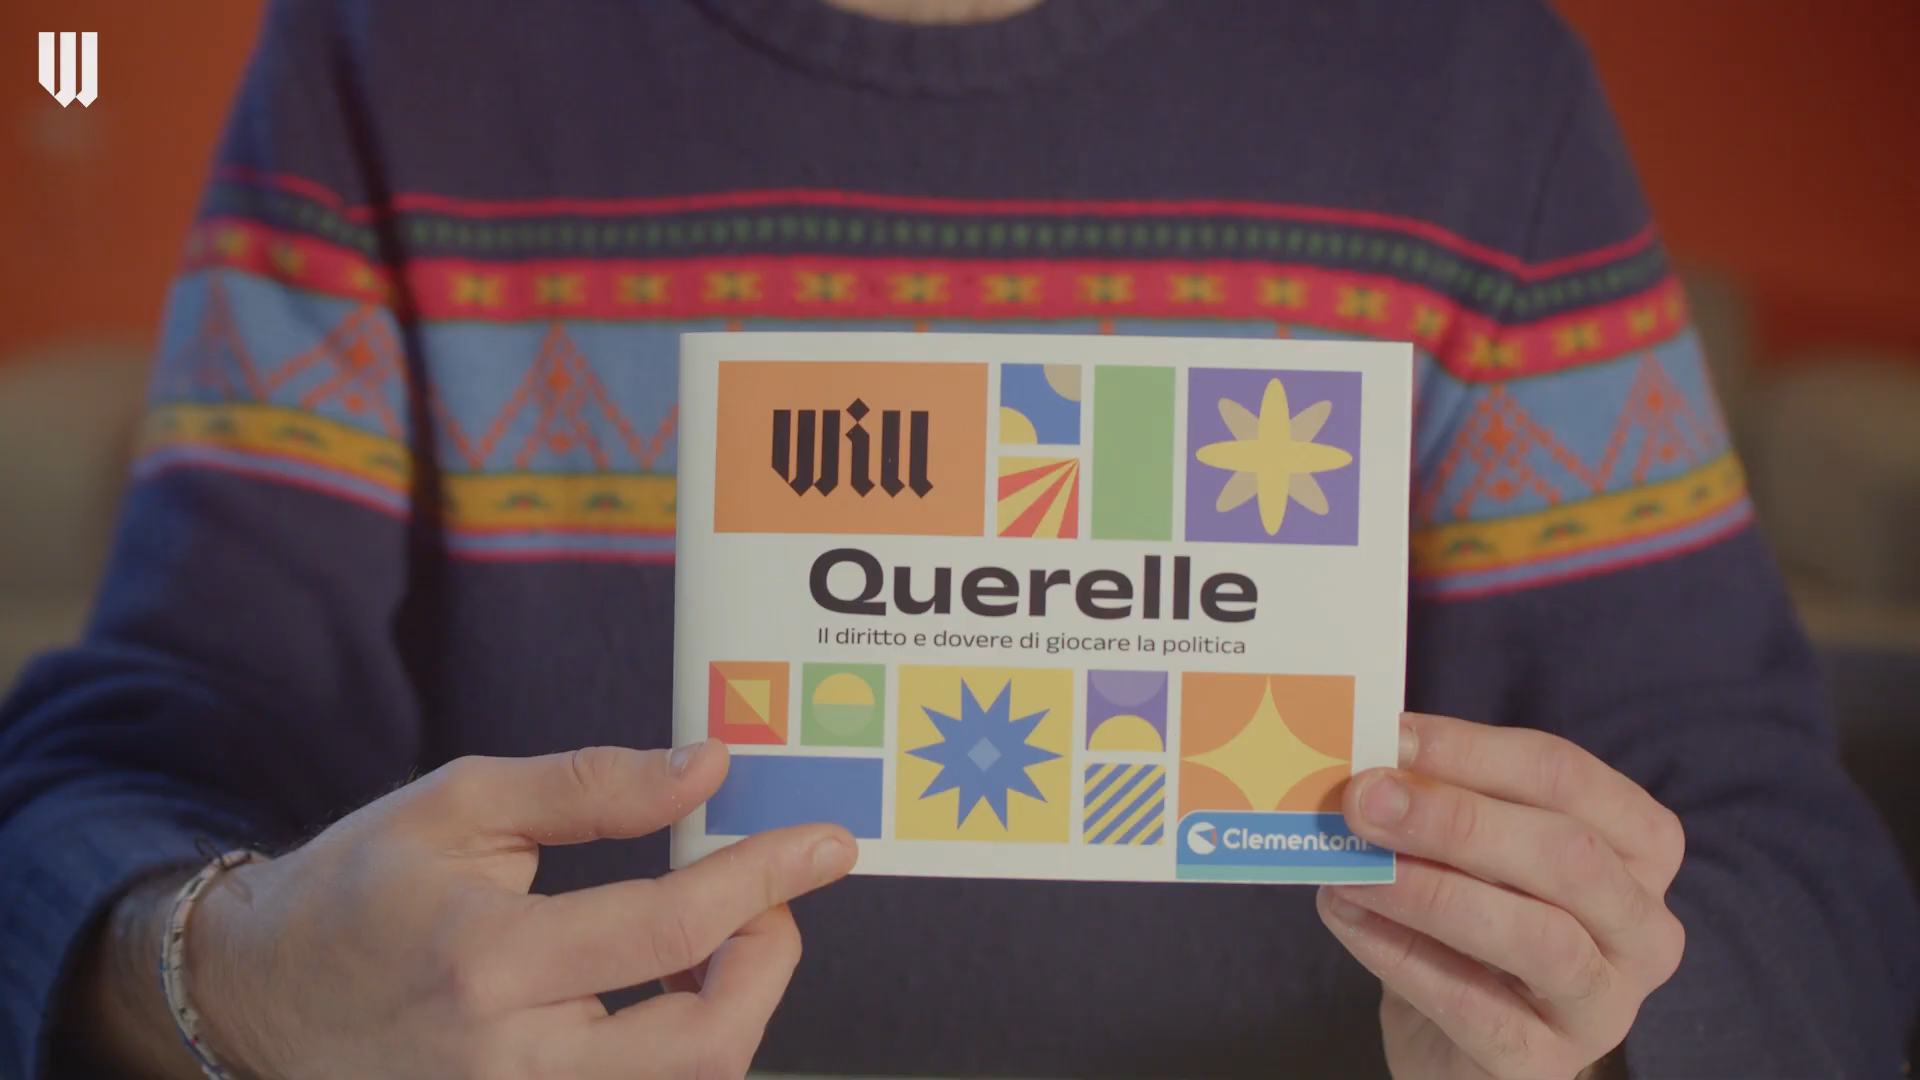 W
Will
Querelle
Il diritto e dovere di giocare la politica
Clementoni